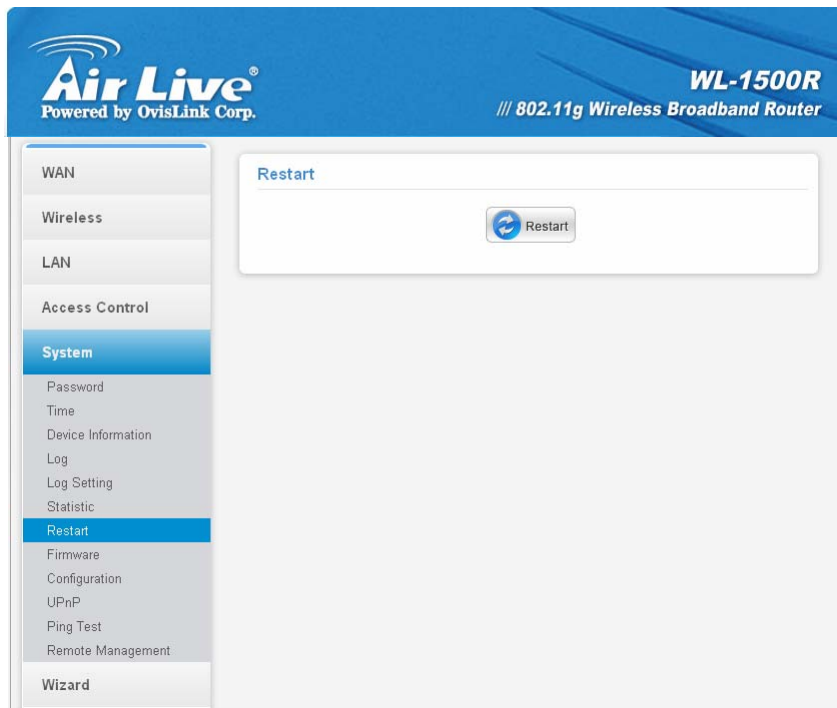 Air Live®
Powered by OvisLink Corp.
WL-1500R
/// 802.11g Wireless Broadband Router
WAN
Wireless
LAN
Access Control
System
Password
Time
Device Information
Log
Log Setting
Statistic
Restart
Firmware
Configuration
UPnP
Ping Test
Remote Management
Wizard
Restart
Restart